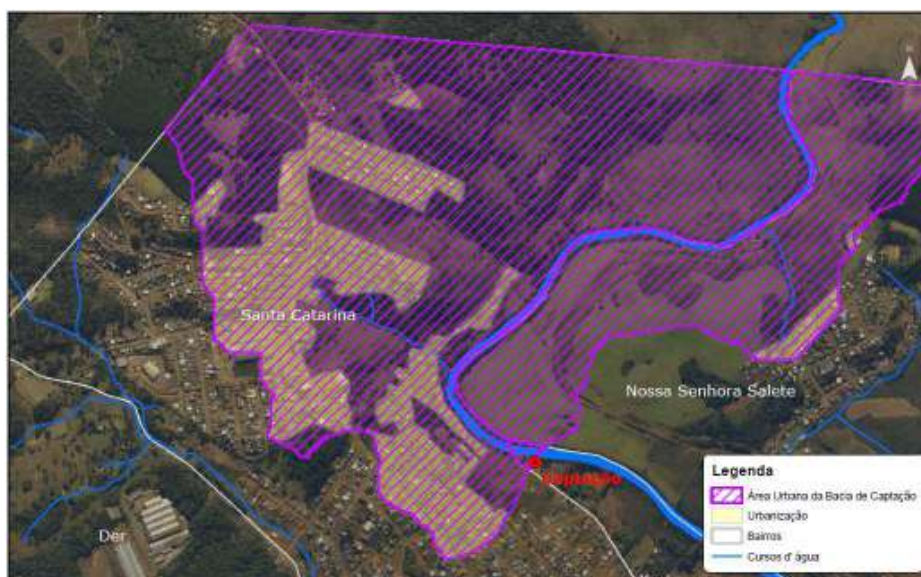 Santa Catarina
Nossa Senhora Salete
Captação
Der
Legenda
Área Urbana da Bacia de Captação
Urbanização
Bairros
Cursos d' água